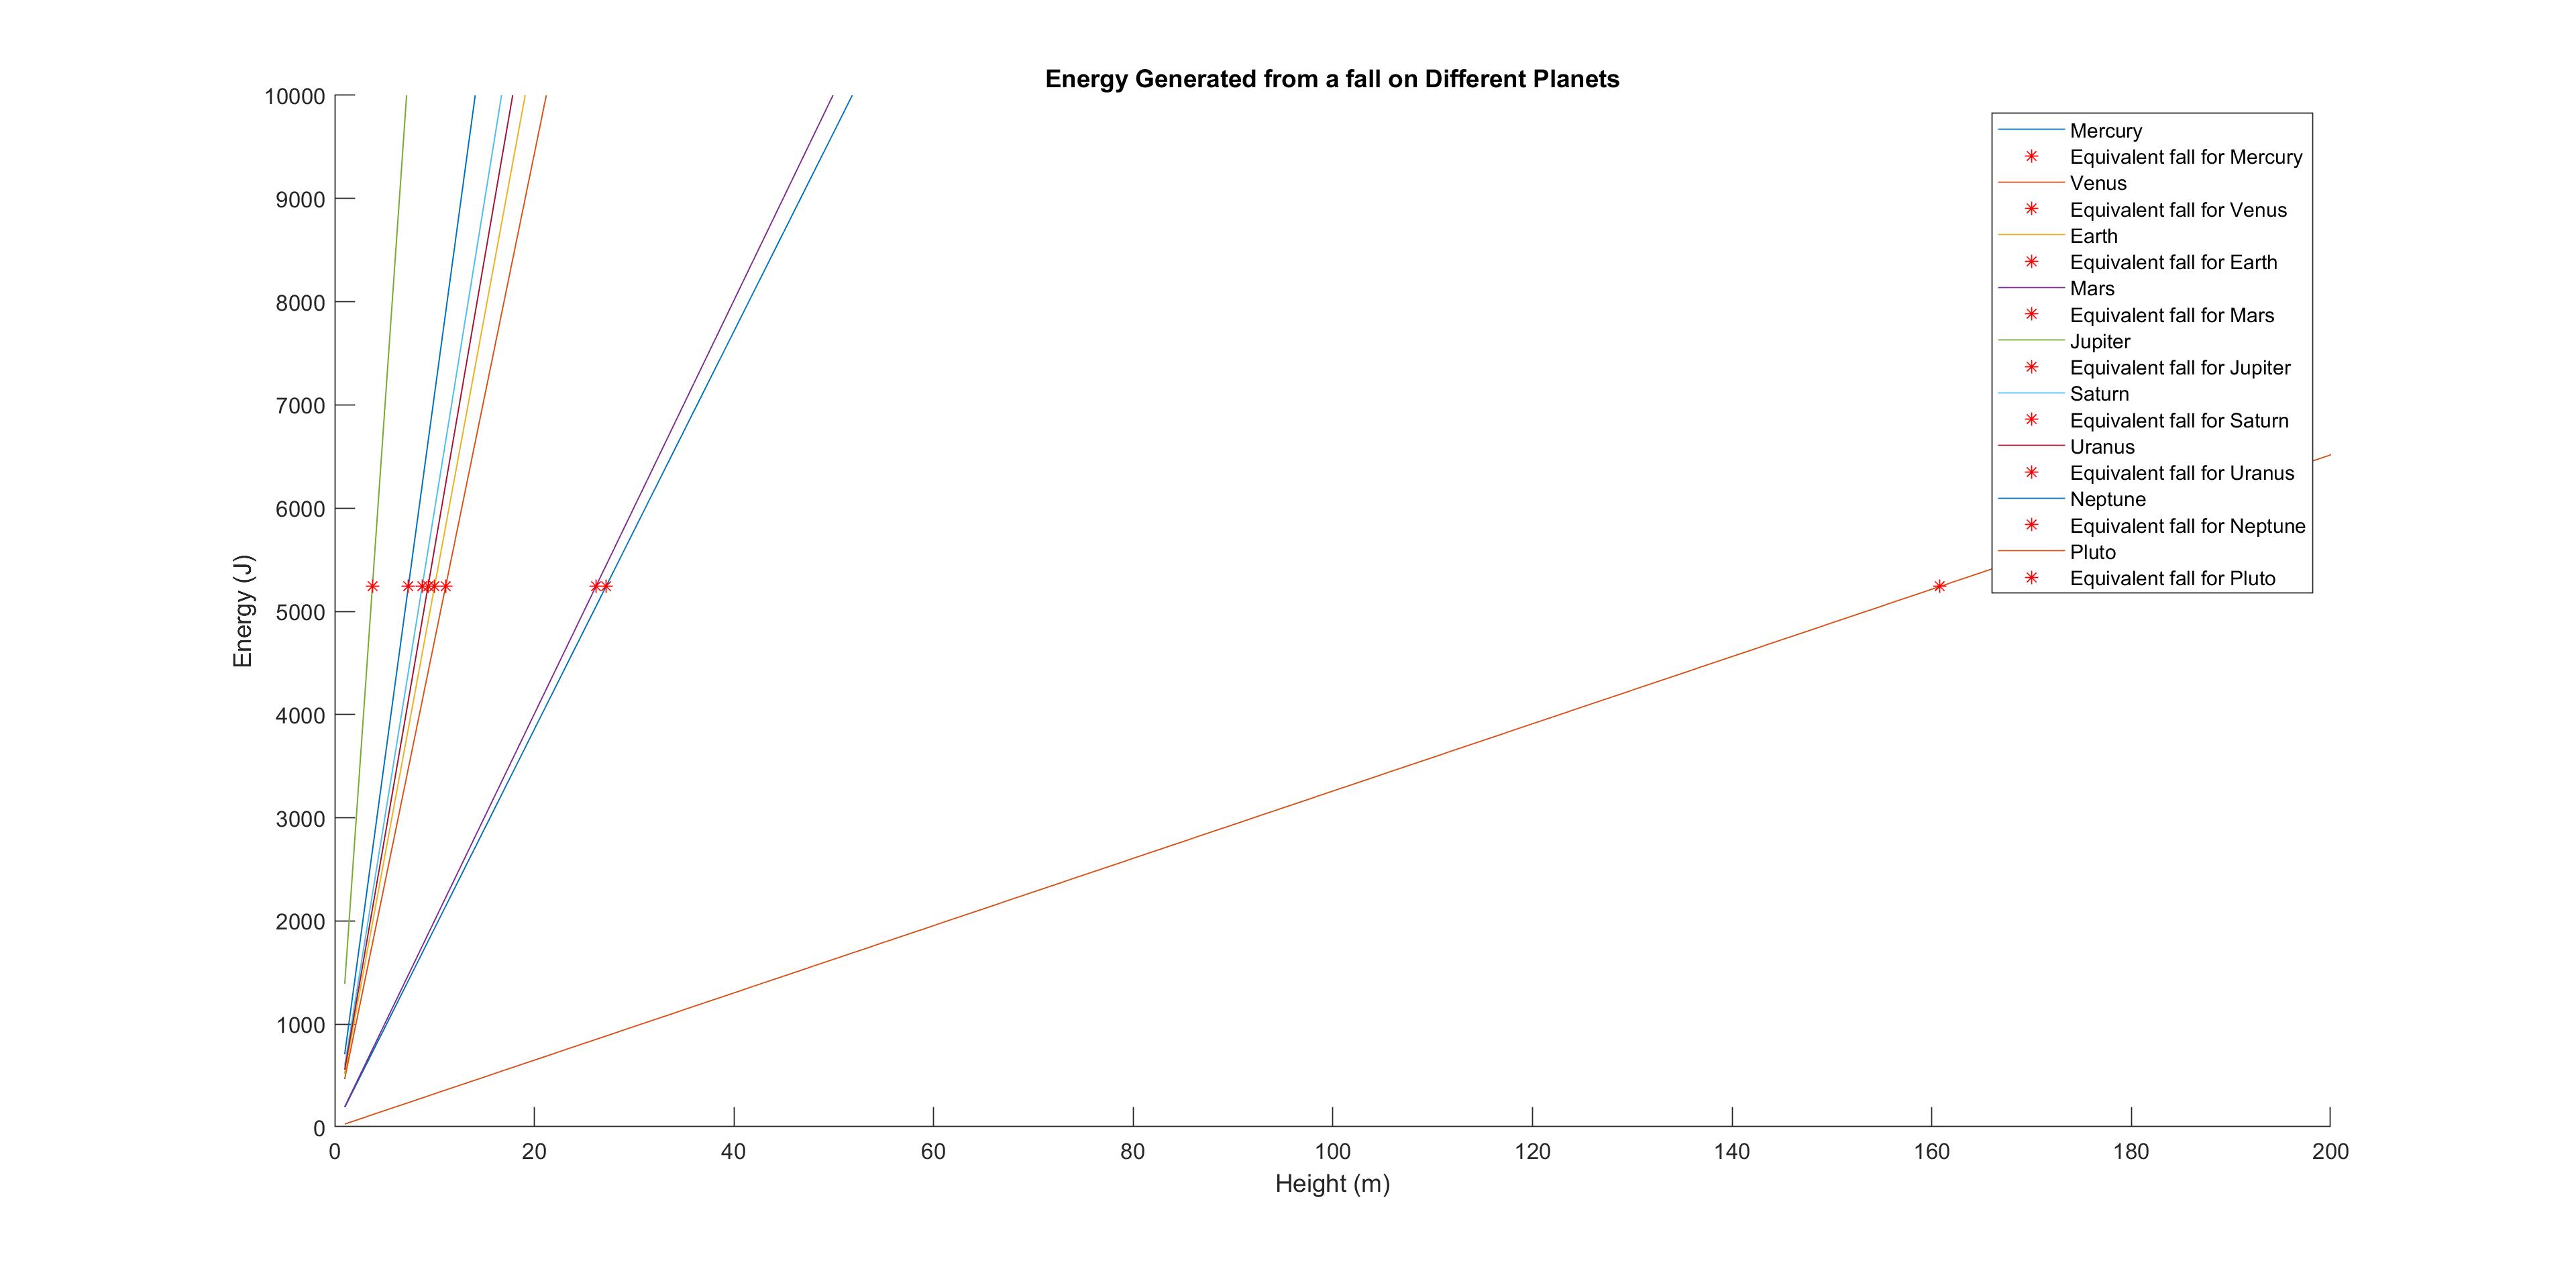 Energy Generated from a fall on Different Planets
10000
9000
8000
7000
6000
5000
4000
3000
2000
1000
0
Energy (J)
0 20 40 60 80 100 120 140 160 180 200
Height (m)
Mercury
Equivalent fall for Mercury
Venus
Equivalent fall for Venus
Earth
Equivalent fall for Earth
Mars
Equivalent fall for Mars
Jupiter
Equivalent fall for Jupiter
Saturn
Equivalent fall for Saturn
Uranus
Equivalent fall for Uranus
Neptune
Equivalent fall for Neptune
Pluto
Equivalent fall for Pluto